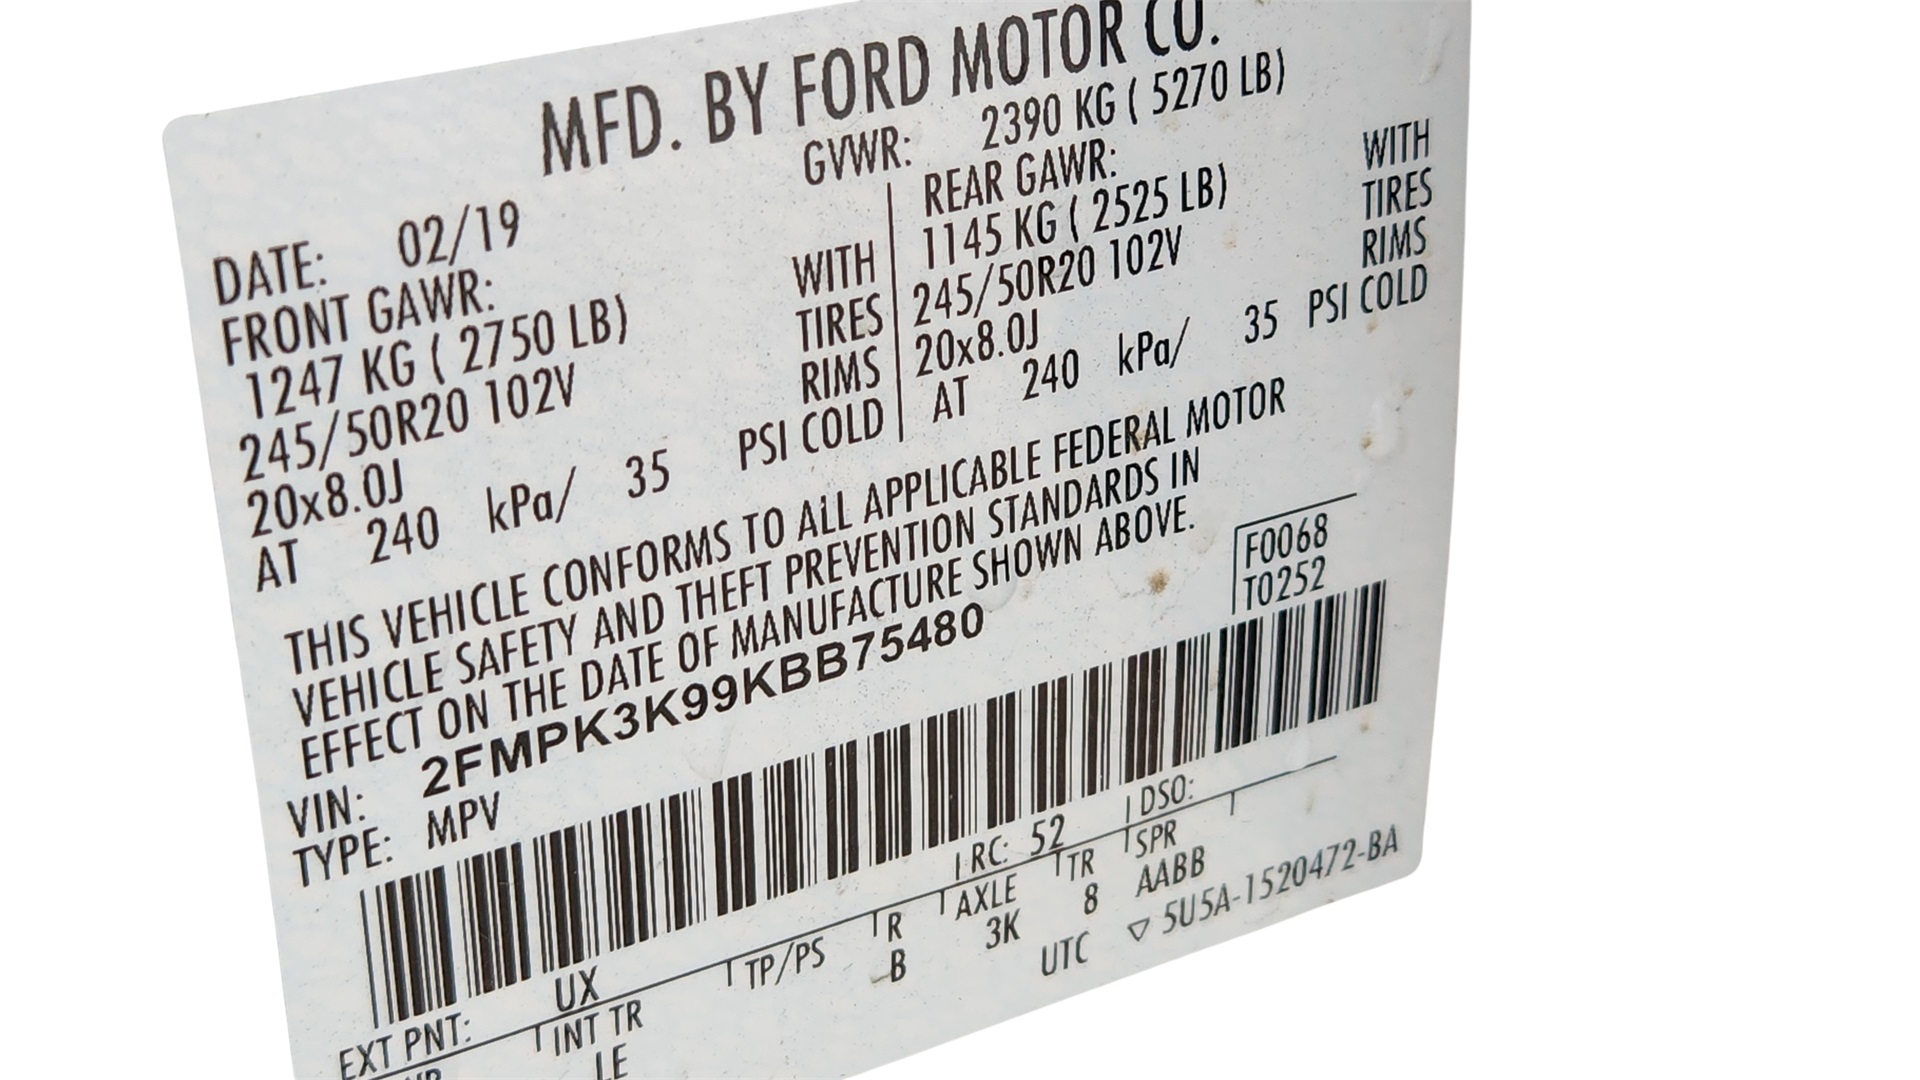 MFD. BY FORD MOTOR CO.
GVWR: 2390 KG ( 5270 LB)
DATE: 02/19
FRONT GAWR:
1247 KG ( 2750 LB) WITH
245/50R20 102V TIRES
20x8.0J RIMS
AT 240 kPa/ 35 PSI COLD
REAR GAWR:
1145 KG ( 2525 LB) WITH
245/50R20 102V TIRES
20x8.0J RIMS
AT 240 kPa/ 35 PSI COLD
THIS VEHICLE CONFORMS TO ALL APPLICABLE FEDERAL MOTOR
VEHICLE SAFETY AND THEFT PREVENTION STANDARDS IN
EFFECT ON THE DATE OF MANUFACTURE SHOWN ABOVE.
VIN: 2FMPK3K99KBB75480
TYPE: MPV
F0068
T0252
EXT PNT: UX RC: 52 DSO:
INT TR TP/PS R AXLE TR SPR
LE B 3K 8 AABB
UTC ▽ 5U5A-1520472-BA